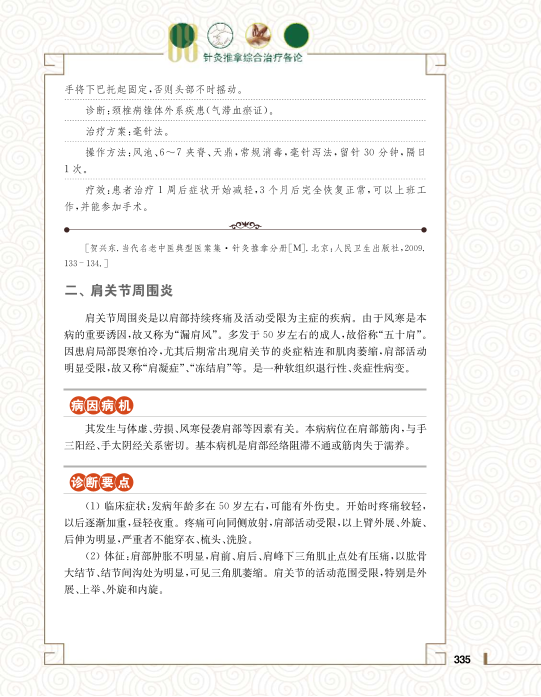 08
针灸推拿综合治疗各论
手将下巴托起固定,否则头部不时摇动。
诊断:颈椎病锥体外系疾患(气滞血瘀证)。
治疗方案:毫针法。
操作方法:风池、6～7夹脊、天鼎,常规消毒,毫针泻法,留针 30 分钟,隔日
1次。
疗效:患者治疗 1 周后症状开始减轻,3 个月后完全恢复正常,可以上班工
作,并能参加手术。
[贺兴东.当代名老中医典型医案集·针灸推拿分册[M].北京:人民卫生出版社,2009.
133-134.]
二、肩关节周围炎
肩关节周围炎是以肩部持续疼痛及活动受限为主症的疾病。由于风寒是本
病的重要诱因,故又称为“漏肩风”。多发于 50 岁左右的成人,故俗称“五十肩”。
因患肩局部畏寒怕冷,尤其后期常出现肩关节的炎症粘连和肌肉萎缩,肩部活动
明显受限,故又称“肩凝症”、“冻结肩”等。是一种软组织退行性、炎症性病变。
病因病机
其发生与体虚、劳损、风寒侵袭肩部等因素有关。本病病位在肩部筋肉,与手
三阳经、手太阴经关系密切。基本病机是肩部经络阻滞不通或筋肉失于濡养。
诊断要点
(1) 临床症状:发病年龄多在 50 岁左右,可能有外伤史。开始时疼痛较轻,
以后逐渐加重,昼轻夜重。疼痛可向同侧放射,肩部活动受限,以上臂外展、外旋、
后伸为明显,严重者不能穿衣、梳头、洗脸。
(2) 体征:肩部肿胀不明显,肩前、肩后、肩峰下三角肌止点处有压痛,以肱骨
大结节、结节间沟处为明显,可见三角肌萎缩。肩关节的活动范围受限,特别是外
展、上举、外旋和内旋。
335